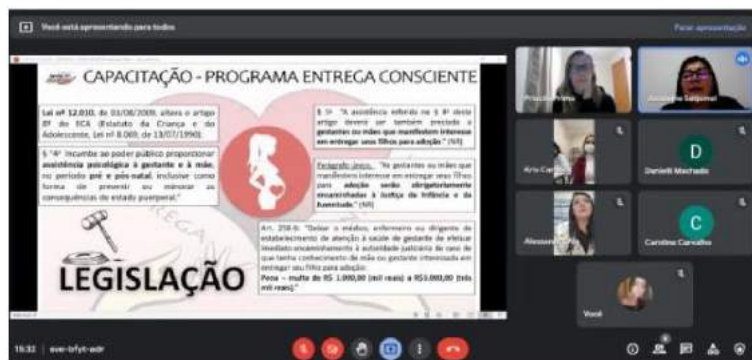 Você está apresentando para todos
Parar apresentação
CAPACITAÇÃO - PROGRAMA ENTREGA CONSCIENTE
Lei nº 12.010, de 03/08/2009, altera o artigo
8º do ECA (Estatuto da Criança e do
Adolescente, Lei nº 8.069, de 13/07/1990).
§ "4º Incumbe ao poder público proporcionar
assistência psicológica à gestante e à mãe,
no período pré e pós-natal, inclusive como
forma de prevenir ou minorar as
consequências do estado puerperal."
§ 5º "A assistência referida no § 4º deste
artigo deverá ser também prestada a
gestantes ou mães que manifestem interesse
em entregar seus filhos para adoção." (NR)
Parágrafo único. "As gestantes ou mães que
manifestem interesse em entregar seus filhos
para adoção serão obrigatoriamente
encaminhadas à Justiça da Infância e da
Juventude." (NR)
Art. 258-B: "Deixar o médico, enfermeiro ou dirigente de
estabelecimento de atenção à saúde de gestante de efetuar
imediato encaminhamento à autoridade judiciária de caso de
que tenha conhecimento de mãe ou gestante interessada em
entregar seu filho para adoção:
Pena – multa de R$ 1.000,00 (mil reais) a R$3.000,00 (três
mil reais)."
LEGISLAÇÃO
D
Danielli Machado
C
Carolina Carvalho
Você
15:32